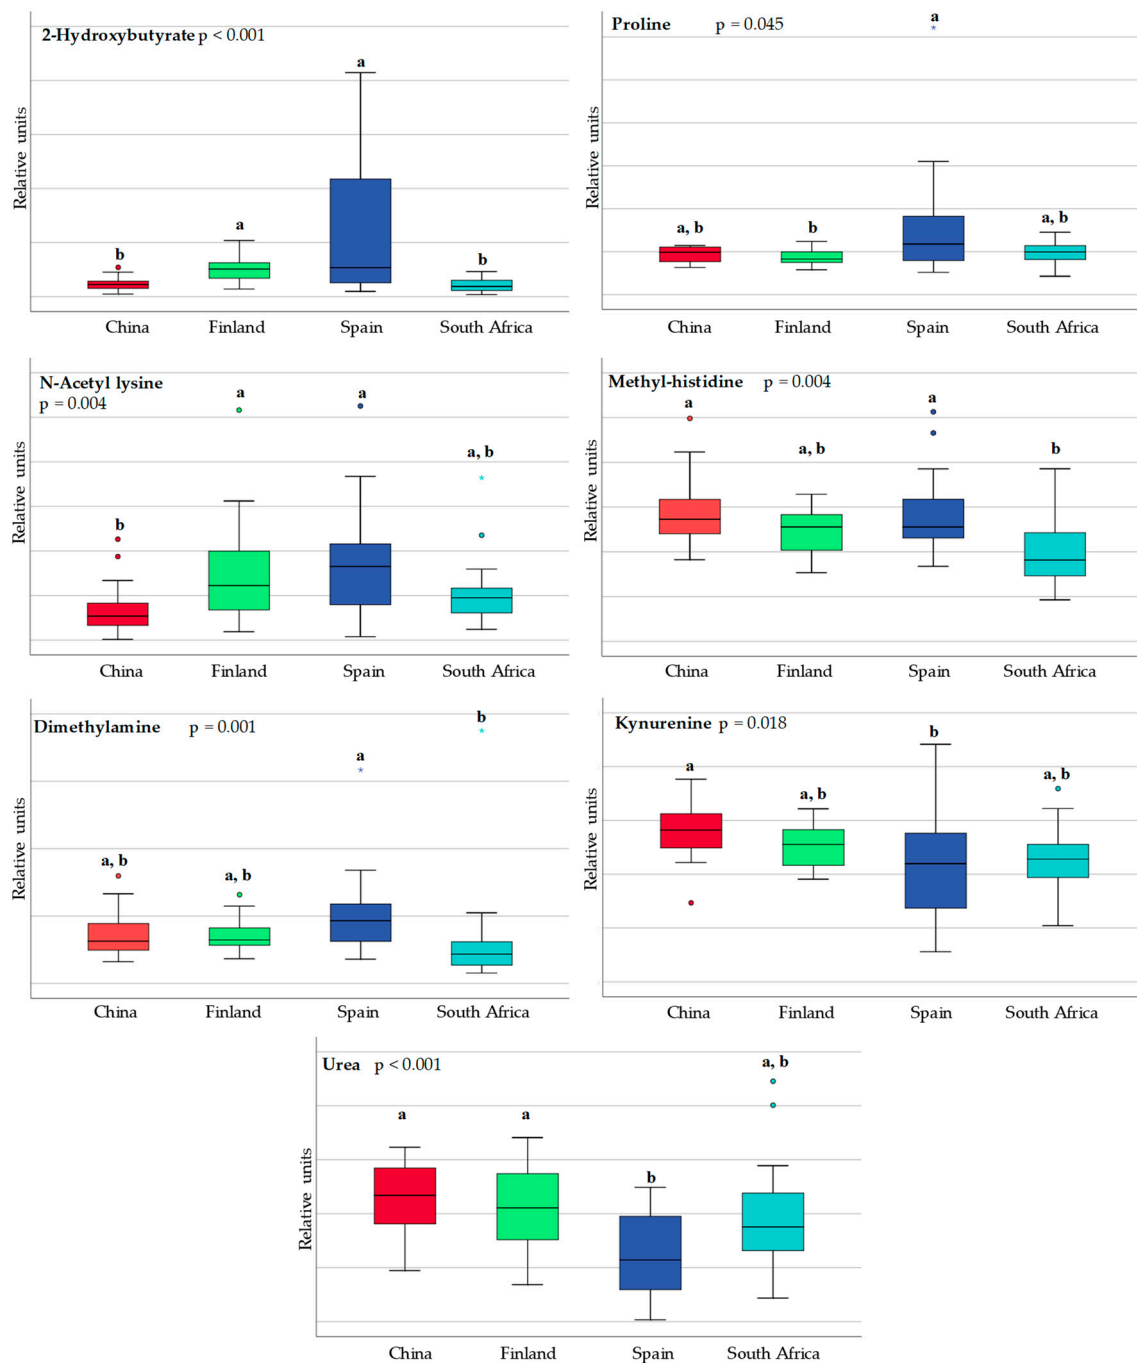 2-Hydroxybutyrate p < 0.001
a
a
b
b
Relative units
China Finland Spain South Africa
Proline p = 0.045
a
a, b
b
a, b
Relative units
China Finland Spain South Africa
N-Acetyl lysine
p = 0.004
a
a
a, b
b
Relative units
China Finland Spain South Africa
Methyl-histidine p = 0.004
a
a
a, b
b
Relative units
China Finland Spain South Africa
Dimethylamine p = 0.001
b
a
a, b
a, b
Relative units
China Finland Spain South Africa
Kynurenine p = 0.018
b
a
a, b
a, b
Relative units
China Finland Spain South Africa
Urea p < 0.001
a, b
a
a
b
Relative units
China Finland Spain South Africa